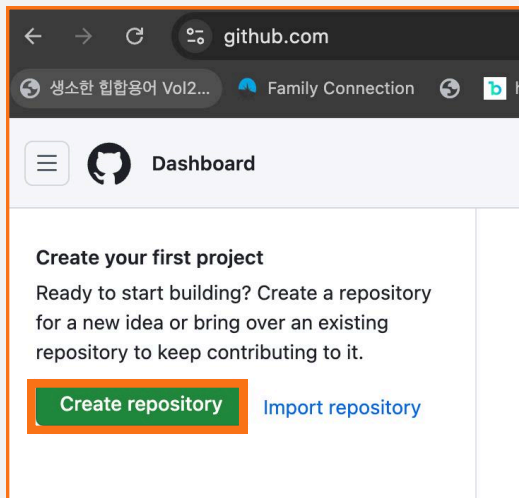 github.com
생소한 힙합용어 Vol2... Family Connection
Dashboard
Create your first project
Ready to start building? Create a repository
for a new idea or bring over an existing
repository to keep contributing to it.
Create repository Import repository